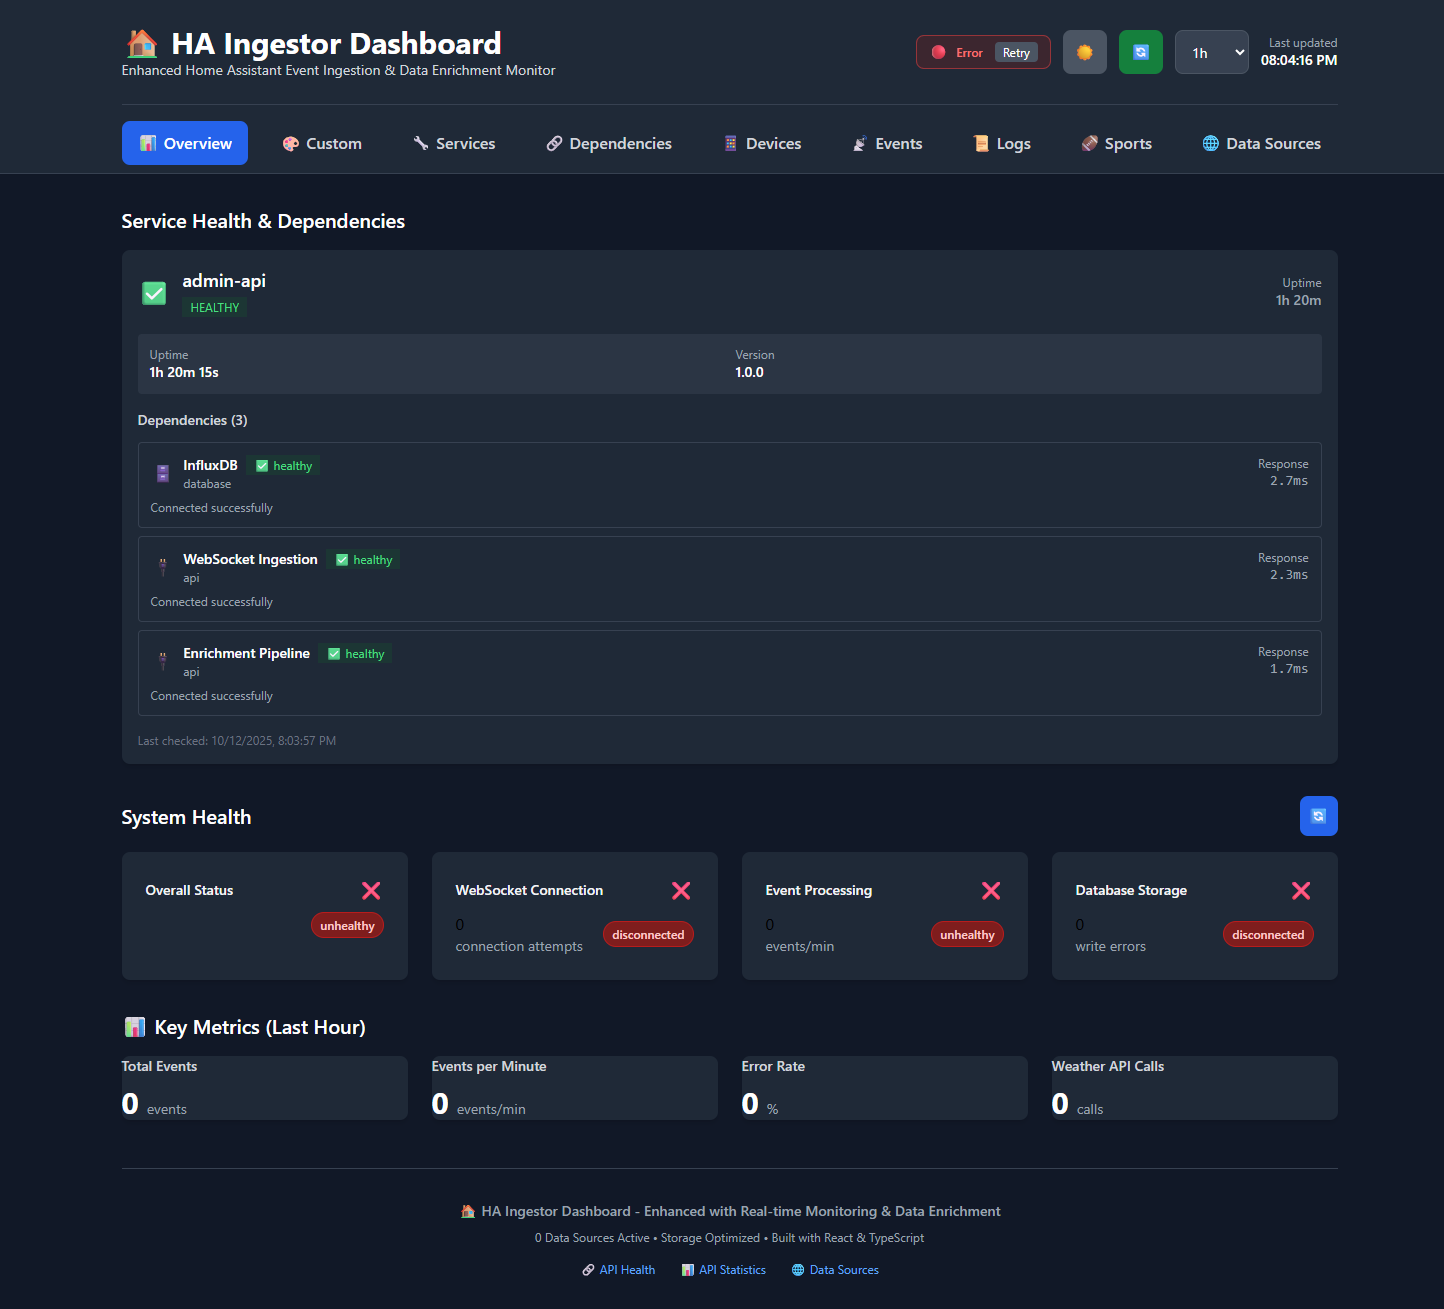 HA Ingestor Dashboard
Enhanced Home Assistant Event Ingestion & Data Enrichment Monitor
Error Retry
1h
Last updated
08:04:16 PM
Overview Custom Services Dependencies Devices Events Logs Sports Data Sources
Service Health & Dependencies
admin-api
HEALTHY
Uptime
1h 20m
Uptime Version
1h 20m 15s 1.0.0
Dependencies (3)
InfluxDB healthy Response
database 2.7ms
Connected successfully
WebSocket Ingestion healthy Response
api 2.3ms
Connected successfully
Enrichment Pipeline healthy Response
api 1.7ms
Connected successfully
Last checked: 10/12/2025, 8:03:57 PM
System Health
Overall Status
unhealthy
WebSocket Connection
0
connection attempts disconnected
Event Processing
0
events/min unhealthy
Database Storage
0
write errors disconnected
Key Metrics (Last Hour)
Total Events
0 events
Events per Minute
0 events/min
Error Rate
0 %
Weather API Calls
0 calls
HA Ingestor Dashboard - Enhanced with Real-time Monitoring & Data Enrichment
0 Data Sources Active • Storage Optimized • Built with React & TypeScript
API Health API Statistics Data Sources